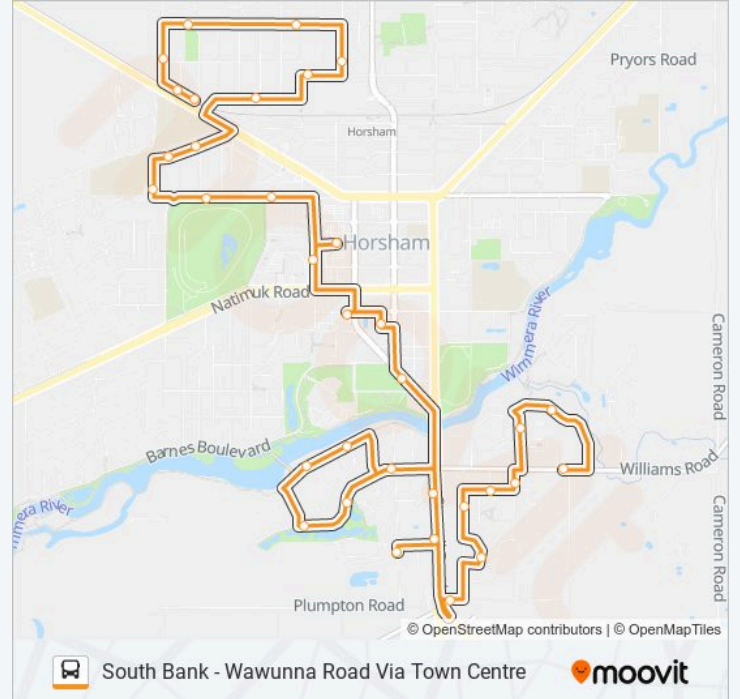 Pryors Road
Horsham
Horsham
Natimuk Road
Wimmera River
Cameron Road
Barnes Boulevard
Williams Road
mmera River
Cameron Road
Plumpton Road
© OpenStreetMap contributors | © OpenMapTiles
South Bank - Wawunna Road Via Town Centre
moovit